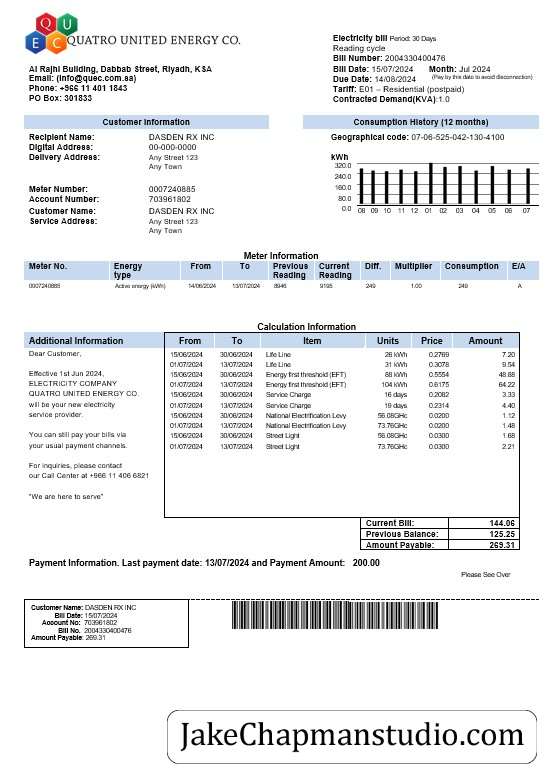 QU
EC QUATRO UNITED ENERGY CO.
Al Rajhi Building, Dabbab Street, Riyadh, KSA
Email: (info@quec.com.sa)
Phone: +966 11 401 1843
PO Box: 301833
Electricity bill Period: 30 Days
Reading cycle
Bill Number: 2004330400476
Bill Date: 15/07/2024 Month: Jul 2024
Due Date: 14/08/2024 (Pay by this date to avoid disconnection)
Tariff: E01 – Residential (postpaid)
Contracted Demand(KVA):1.0
Customer Information
Recipient Name: DASDEN RX INC
Digital Address: 00-000-0000
Delivery Address: Any Street 123
Any Town
Meter Number: 0007240885
Account Number: 703961802
Customer Name: DASDEN RX INC
Service Address: Any Street 123
Any Town
Consumption History (12 months)
Geographical code: 07-06-525-042-130-4100
kWh
320.0
240.0
160.0
80.0
0.0
08 09 10 11 12 01 02 03 04 05 06 07
Meter Information
Meter No. Energy type From To Previous Reading Current Reading Diff. Multiplier Consumption E/A
0007240885 Active energy (kWh) 14/06/2024 13/07/2024 8946 9195 249 1.00 249 A
Calculation Information
Additional Information From To Item Units Price Amount
Dear Customer,
Effective 1st Jun 2024,
ELECTRICITY COMPANY
QUATRO UNITED ENERGY CO.
will be your new electricity
service provider.
You can still pay your bills via
your usual payment channels.
For inquiries, please contact
our Call Center at +966 11 406 6821
"We are here to serve"
15/06/2024 30/06/2024 Life Line 26 kWh 0.2769 7.20
01/07/2024 13/07/2024 Life Line 31 kWh 0.3078 9.54
15/06/2024 30/06/2024 Energy first threshold (EFT) 88 kWh 0.5554 48.88
01/07/2024 13/07/2024 Energy first threshold (EFT) 104 kWh 0.6175 64.22
15/06/2024 30/06/2024 Service Charge 16 days 0.2082 3.33
01/07/2024 13/07/2024 Service Charge 19 days 0.2314 4.40
15/06/2024 30/06/2024 National Electrification Levy 56.08GHc 0.0200 1.12
01/07/2024 13/07/2024 National Electrification Levy 73.76GHc 0.0200 1.48
15/06/2024 30/06/2024 Street Light 56.08GHc 0.0300 1.68
01/07/2024 13/07/2024 Street Light 73.76GHc 0.0300 2.21
Current Bill: 144.06
Previous Balance: 125.25
Amount Payable: 269.31
Payment Information. Last payment date: 13/07/2024 and Payment Amount: 200.00
Please See Over
Customer Name: DASDEN RX INC
Bill Date: 15/07/2024
Account No: 703961802
Bill No. 2004330400476
Amount Payable: 269.31
JakeChapmanstudio.com